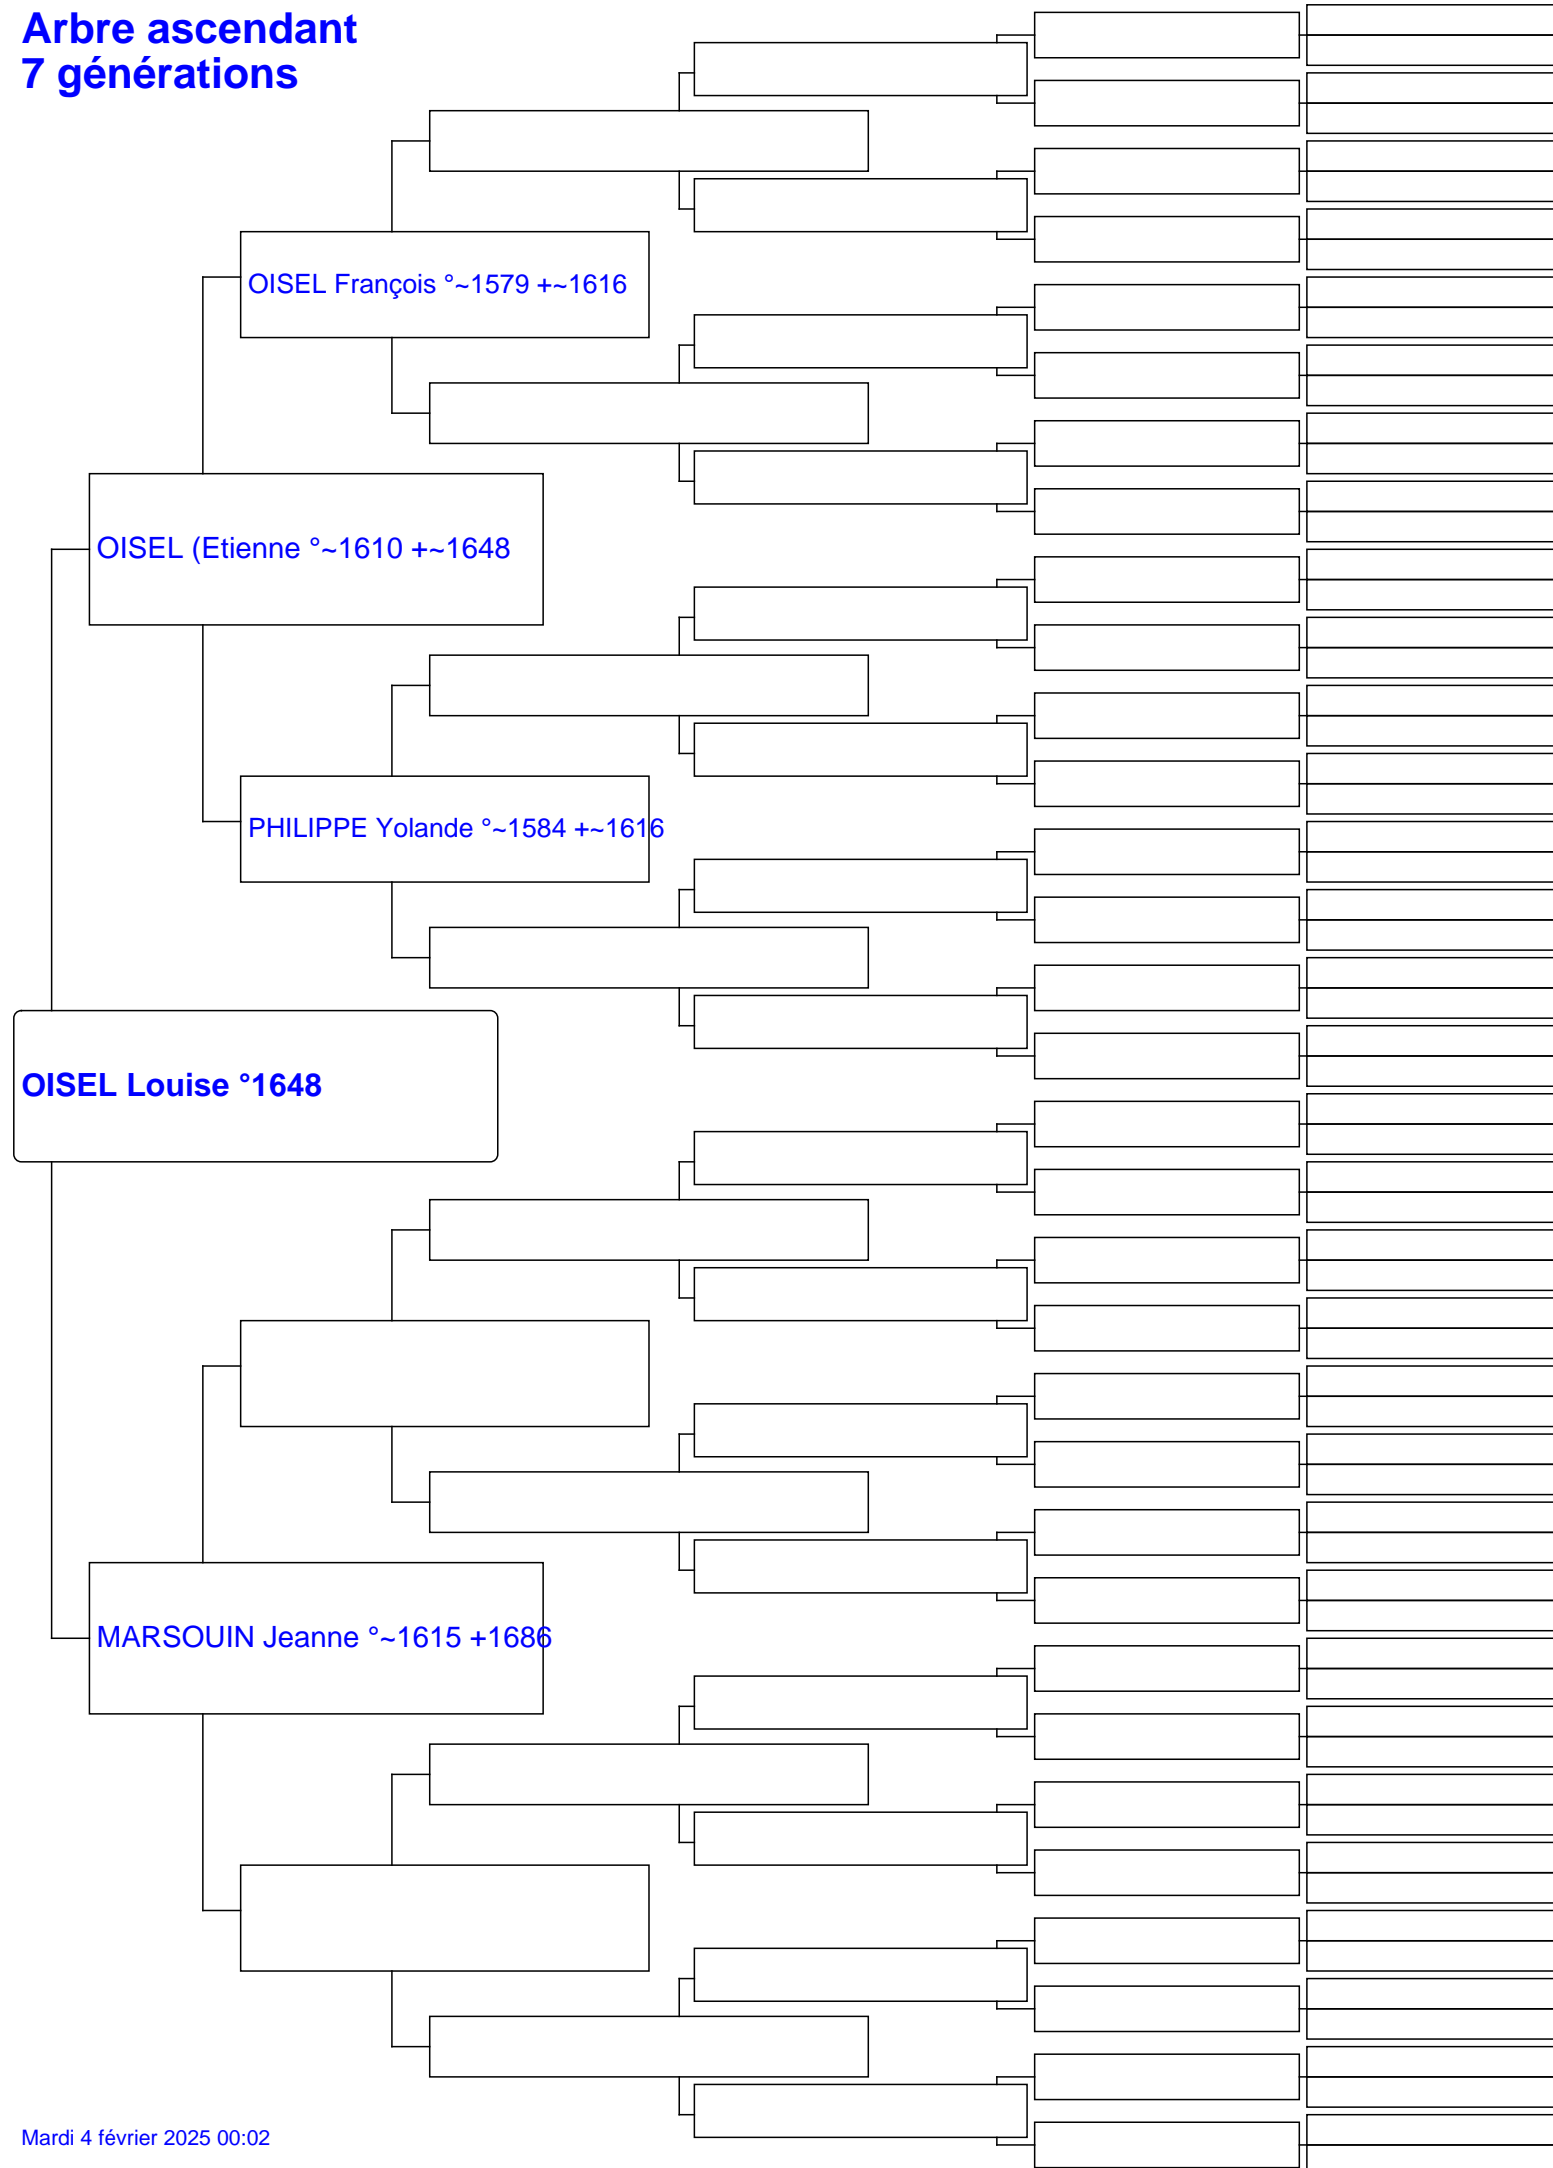 Arbre ascendant
7 générations
OISEL François °~1579 +~1616
OISEL (Etienne °~1610 +~1648
PHILIPPE Yolande °~1584 +~1616
OISEL Louise °1648
MARSOUIN Jeanne °~1615 +1686
Mardi 4 février 2025 00:02